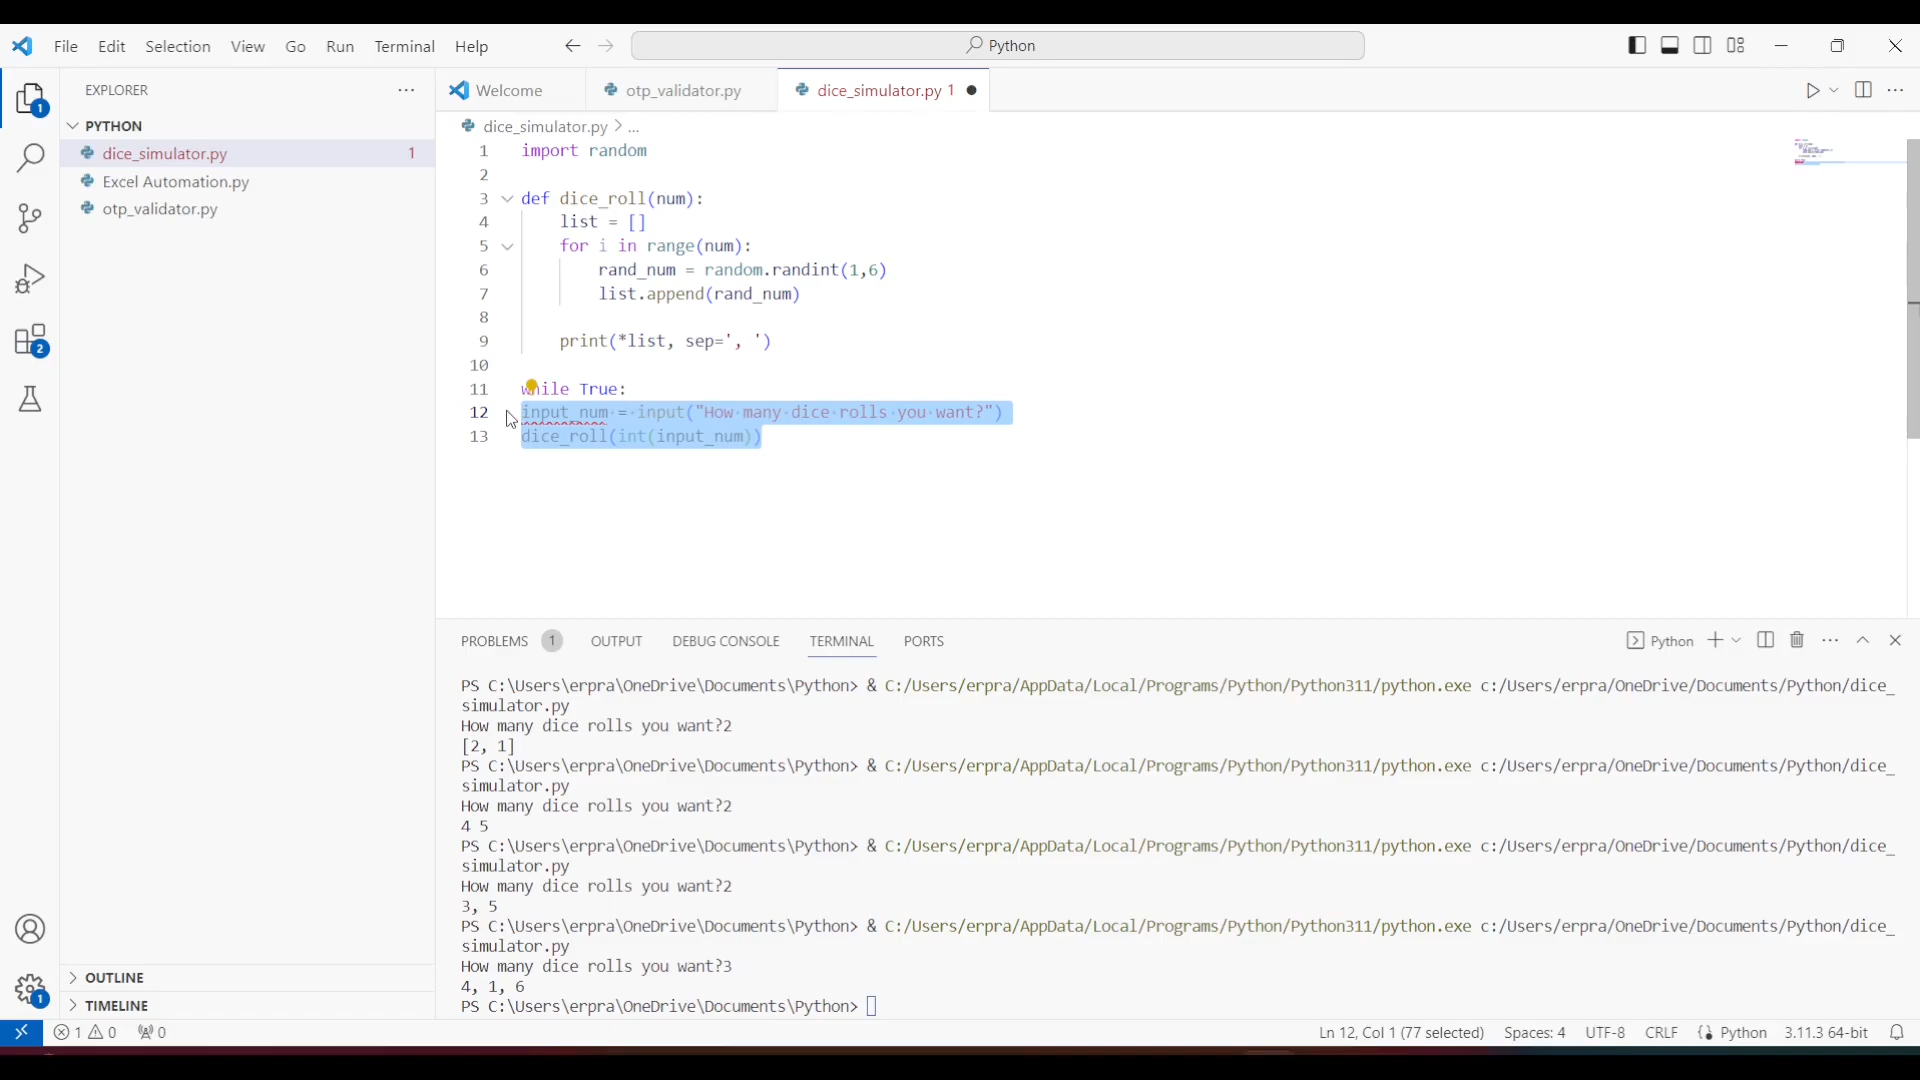 File Edit Selection View Go Run Terminal Help
Python
EXPLORER
PYTHON
dice_simulator.py 1
Excel Automation.py
otp_validator.py
OUTLINE
TIMELINE
1
2
1
Welcome otp_validator.py dice_simulator.py 1
dice_simulator.py > ...
1 import random
2
3 def dice_roll(num):
4 list = []
5 for i in range(num):
6 rand_num = random.randint(1,6)
7 list.append(rand_num)
8
9 print(*list, sep=', ')
10
11 while True:
12 input_num = input("How many dice rolls you want?")
13 dice_roll(int(input_num))
PROBLEMS 1 OUTPUT DEBUG CONSOLE TERMINAL PORTS
Python
PS C:\Users\erpra\OneDrive\Documents\Python> & C:/Users/erpra/AppData/Local/Programs/Python/Python311/python.exe c:/Users/erpra/OneDrive/Documents/Python/dice_
simulator.py
How many dice rolls you want?2
[2, 1]
PS C:\Users\erpra\OneDrive\Documents\Python> & C:/Users/erpra/AppData/Local/Programs/Python/Python311/python.exe c:/Users/erpra/OneDrive/Documents/Python/dice_
simulator.py
How many dice rolls you want?2
4 5
PS C:\Users\erpra\OneDrive\Documents\Python> & C:/Users/erpra/AppData/Local/Programs/Python/Python311/python.exe c:/Users/erpra/OneDrive/Documents/Python/dice_
simulator.py
How many dice rolls you want?2
3, 5
PS C:\Users\erpra\OneDrive\Documents\Python> & C:/Users/erpra/AppData/Local/Programs/Python/Python311/python.exe c:/Users/erpra/OneDrive/Documents/Python/dice_
simulator.py
How many dice rolls you want?3
4, 1, 6
PS C:\Users\erpra\OneDrive\Documents\Python>
1 0 0 Ln 12, Col 1 (77 selected) Spaces: 4 UTF-8 CRLF Python 3.11.3 64-bit